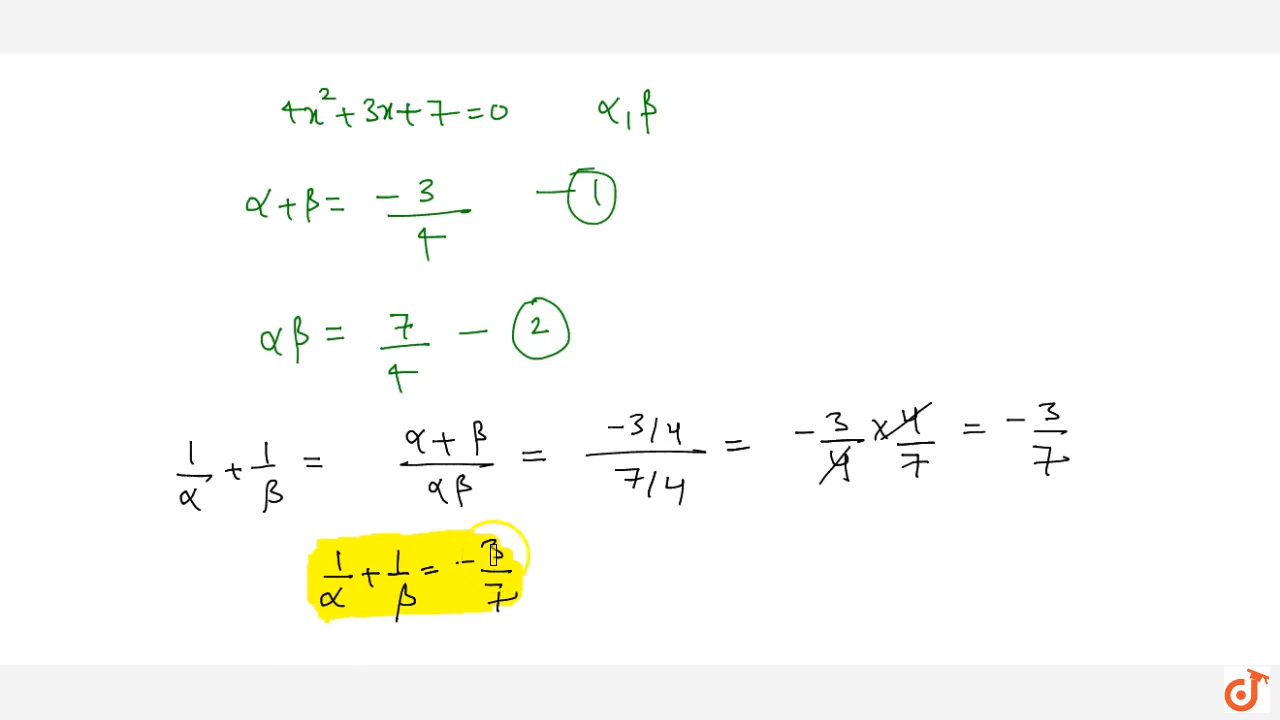 4x² + 3x + 7 = 0 α, β
α + β = -3/4 — ①
αβ = 7/4 — ②
1/α + 1/β = (α + β)/(αβ) = (-3/4)/(7/4) = -3/4 × 4/7 = -3/7
1/α + 1/β = -3/7